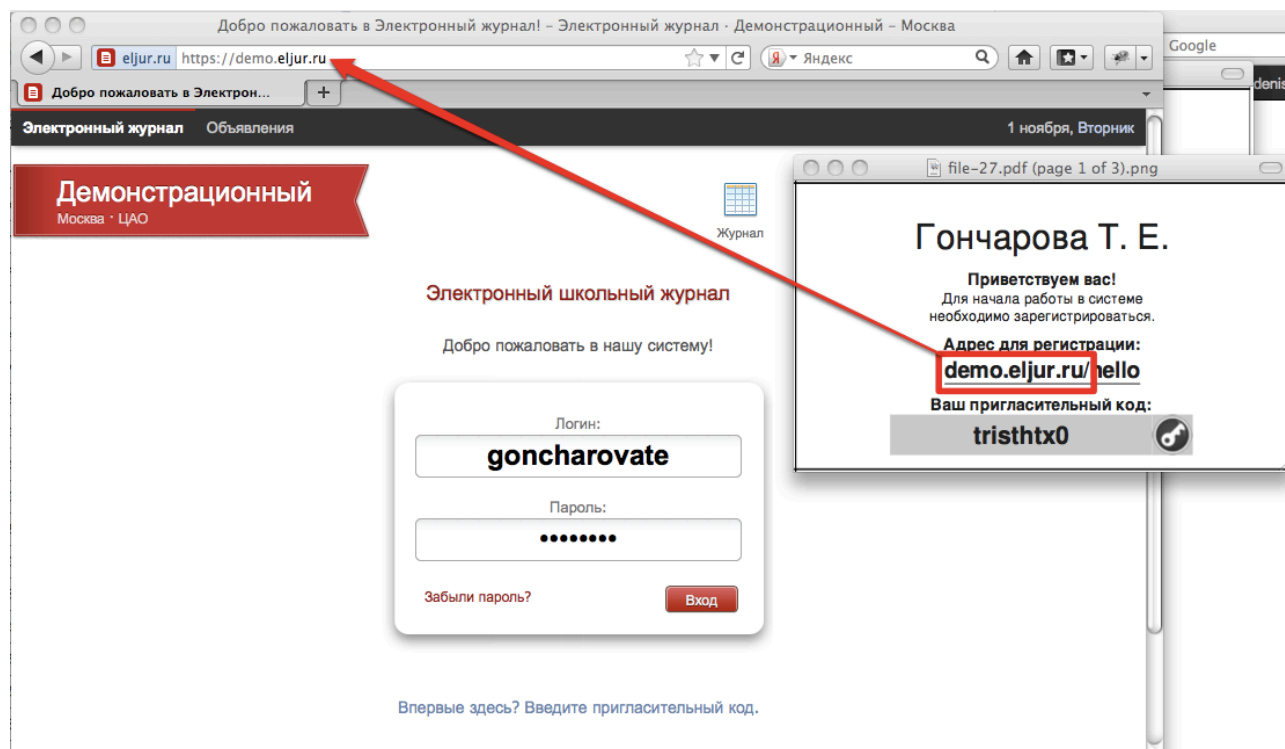 Добро пожаловать в Электронный журнал! – Электронный журнал · Демонстрационный – Москва
eljur.ru https://demo.eljur.ru
Яндекс
Google
Добро пожаловать в Электрон...
denis
Электронный журнал Объявления 1 ноября, Вторник
file-27.pdf (page 1 of 3).png
Демонстрационный
Москва · ЦАО
Журнал
Гончарова Т. Е.
Приветствуем вас!
Для начала работы в системе
необходимо зарегистрироваться.
Адрес для регистрации:
demo.eljur.ru/hello
Ваш пригласительный код:
tristhtx0
Электронный школьный журнал
Добро пожаловать в нашу систему!
Логин:
goncharovate
Пароль:
••••••••
Забыли пароль? Вход
Впервые здесь? Введите пригласительный код.